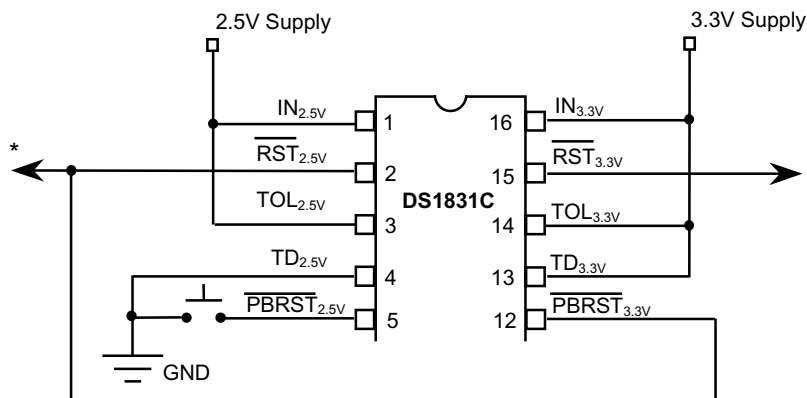 2.5V Supply
3.3V Supply
IN2.5V
1
16
IN3.3V
*
RST2.5V
2
15
RST3.3V
DS1831C
TOL2.5V
3
14
TOL3.3V
TD2.5V
4
13
TD3.3V
PBRST2.5V
5
12
PBRST3.3V
GND